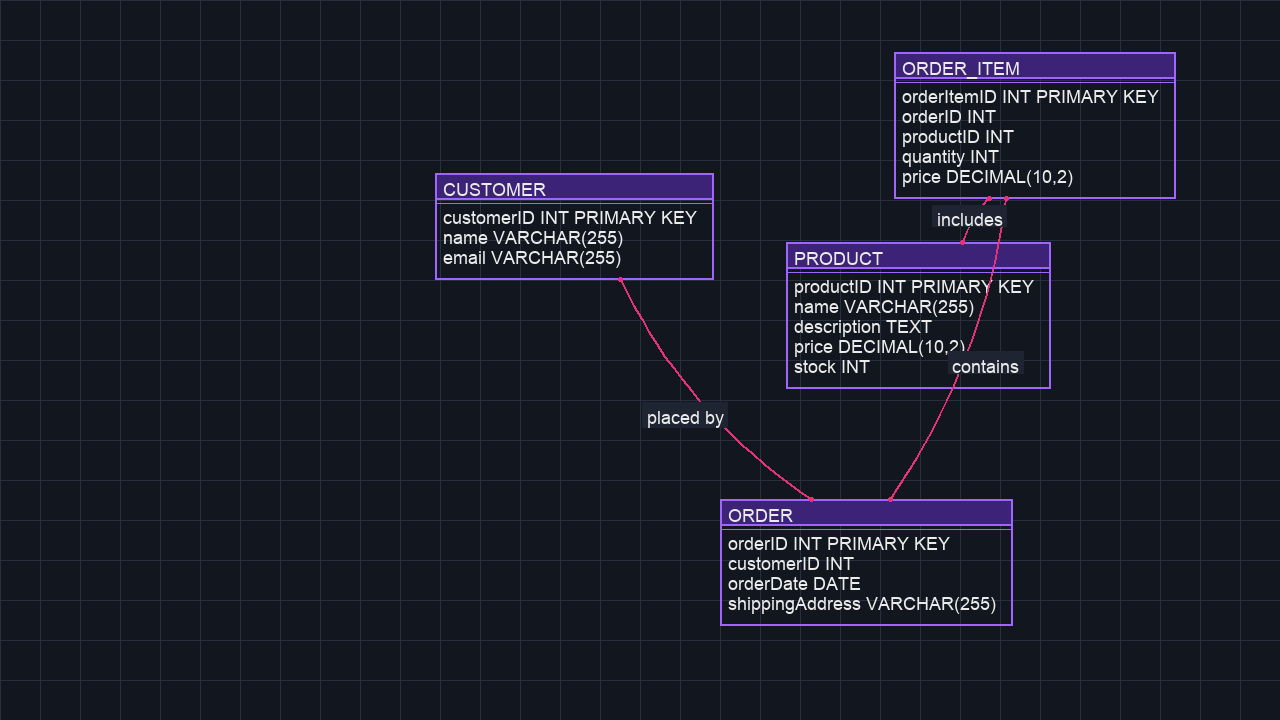 ORDER_ITEM
orderItemID INT PRIMARY KEY
orderID INT
productID INT
quantity INT
price DECIMAL(10,2)
CUSTOMER
customerID INT PRIMARY KEY
name VARCHAR(255)
email VARCHAR(255)
includes
PRODUCT
productID INT PRIMARY KEY
name VARCHAR(255)
description TEXT
price DECIMAL(10,2)
stock INT
contains
placed by
ORDER
orderID INT PRIMARY KEY
customerID INT
orderDate DATE
shippingAddress VARCHAR(255)